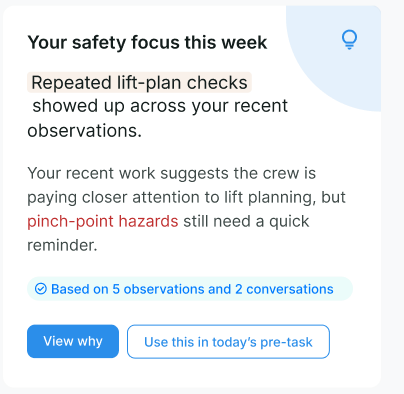 Your safety focus this week
Repeated lift-plan checks
showed up across your recent
observations.
Your recent work suggests the crew is
paying closer attention to lift planning, but
pinch-point hazards still need a quick
reminder.
Based on 5 observations and 2 conversations
View why
Use this in today’s pre-task